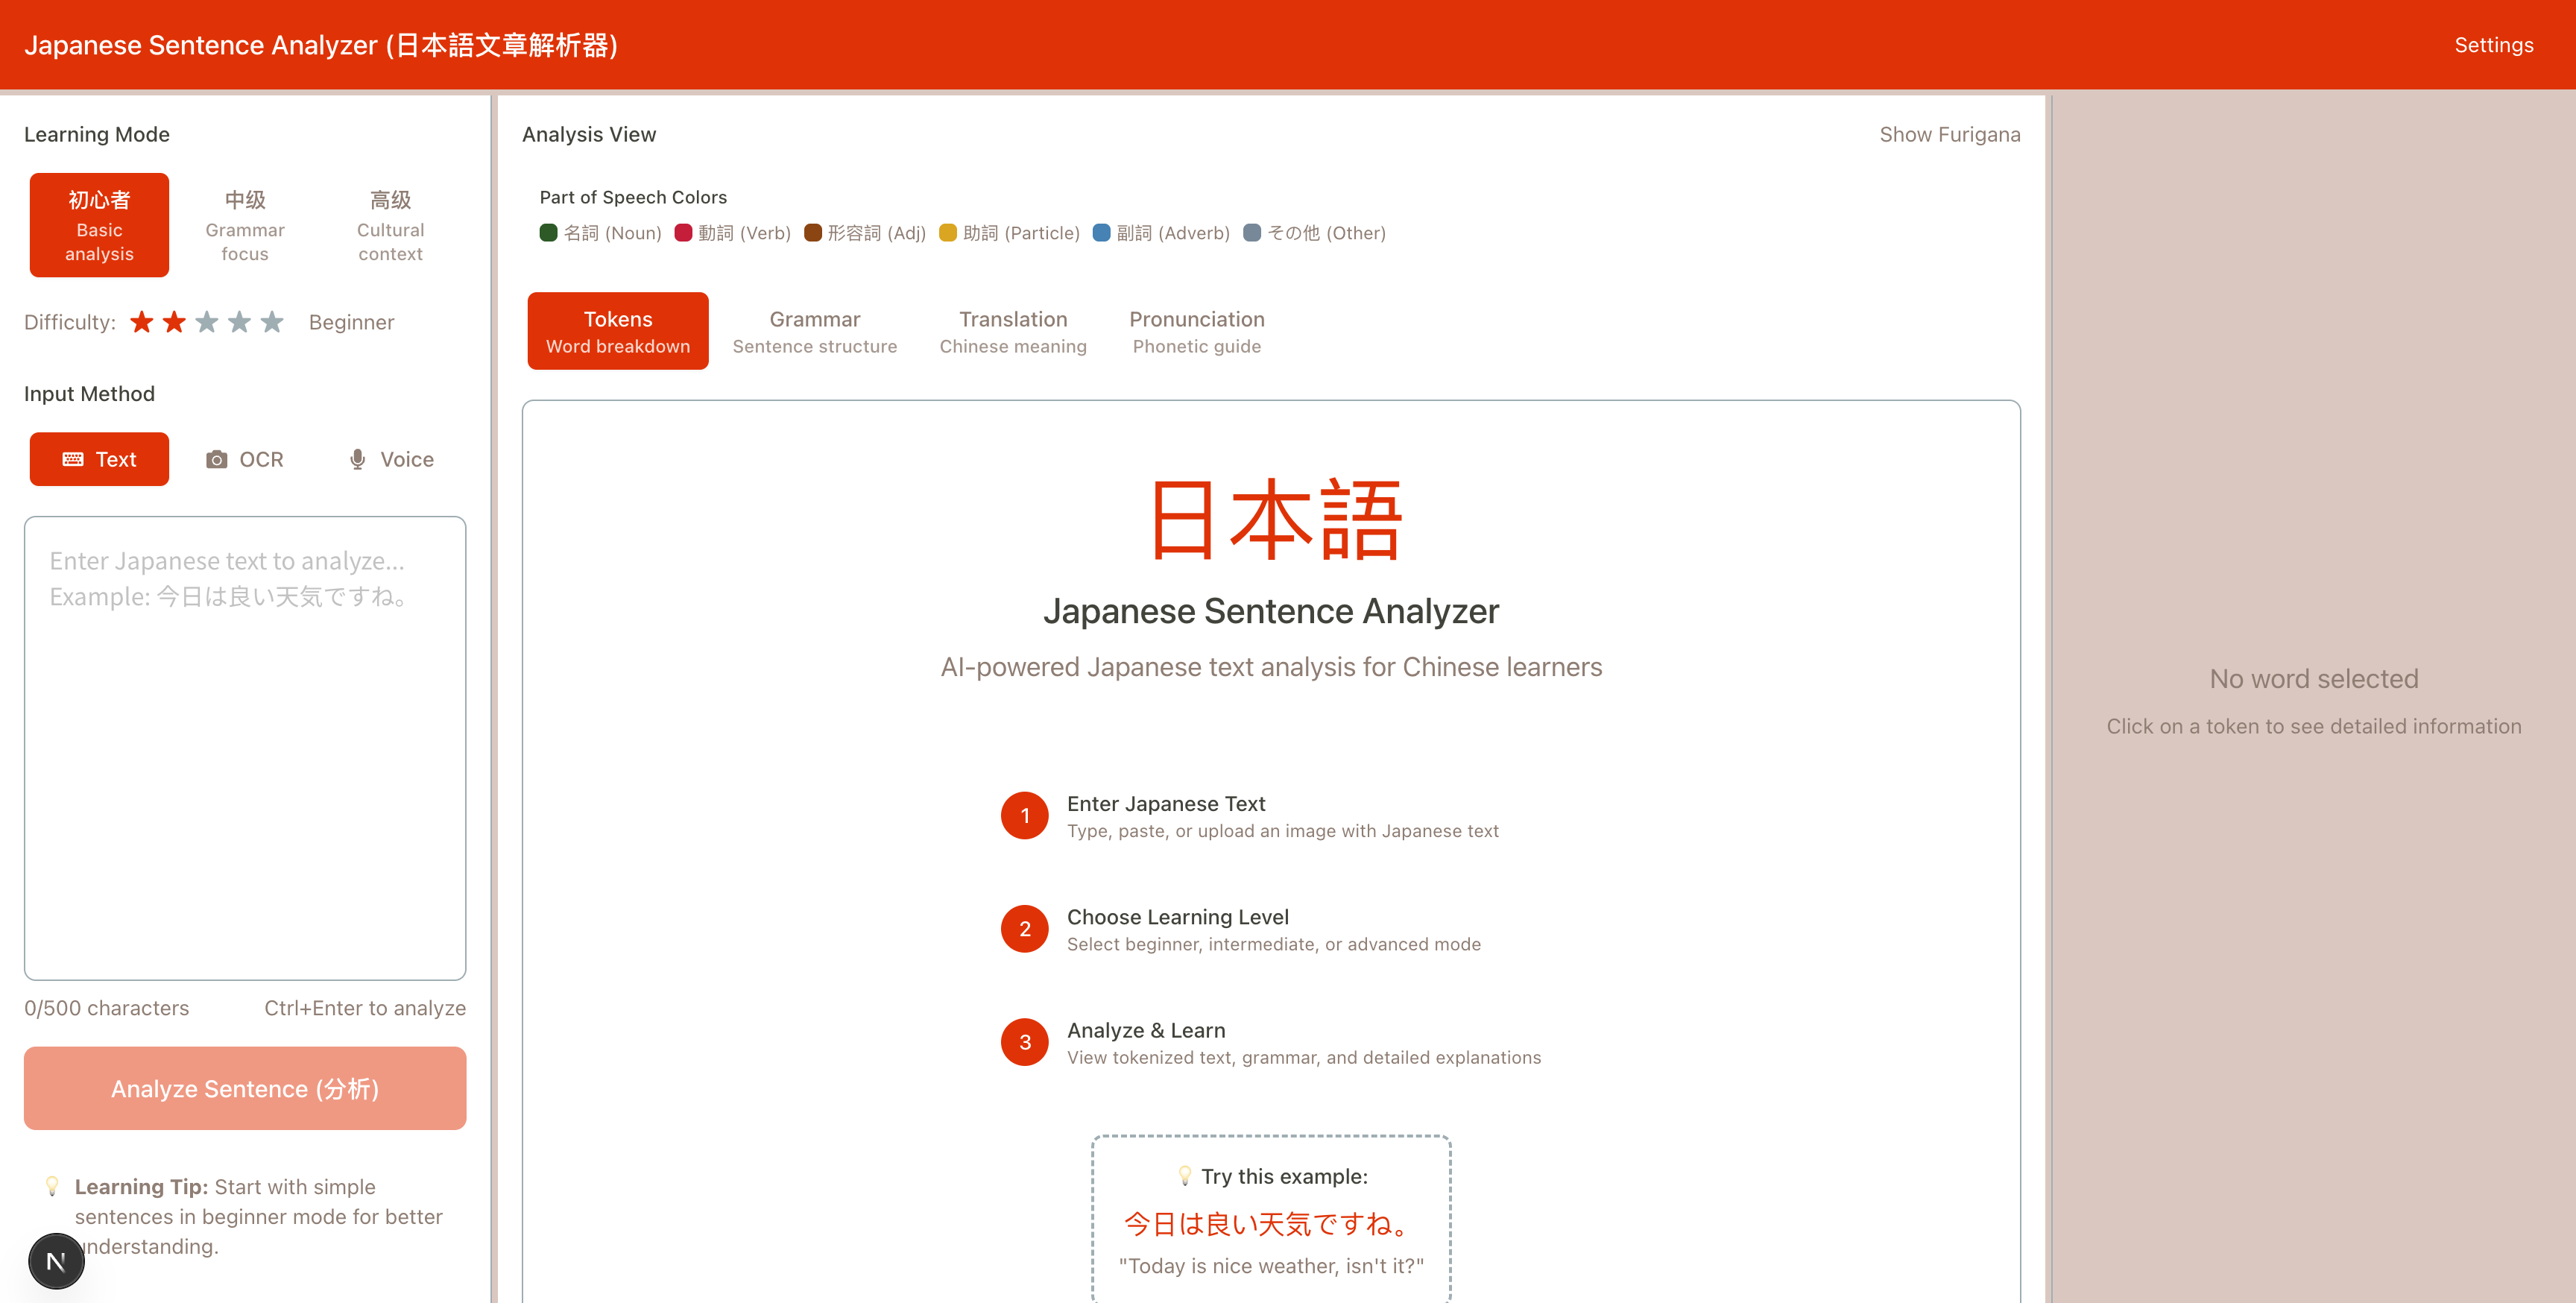 Japanese Sentence Analyzer (日本語文章解析器)
Settings
Learning Mode
初心者
Basic
analysis
中级
Grammar
focus
高级
Cultural
context
Difficulty:
Beginner
Input Method
Text
OCR
Voice
Enter Japanese text to analyze...
Example: 今日は良い天気ですね。
0/500 characters
Ctrl+Enter to analyze
Analyze Sentence (分析)
Learning Tip: Start with simple
sentences in beginner mode for better
understanding.
N
Analysis View
Show Furigana
Part of Speech Colors
名詞 (Noun) 動詞 (Verb) 形容詞 (Adj) 助詞 (Particle) 副詞 (Adverb) その他 (Other)
Tokens
Word breakdown
Grammar
Sentence structure
Translation
Chinese meaning
Pronunciation
Phonetic guide
日本語
Japanese Sentence Analyzer
AI-powered Japanese text analysis for Chinese learners
1
Enter Japanese Text
Type, paste, or upload an image with Japanese text
2
Choose Learning Level
Select beginner, intermediate, or advanced mode
3
Analyze & Learn
View tokenized text, grammar, and detailed explanations
Try this example:
今日は良い天気ですね。
"Today is nice weather, isn't it?"
No word selected
Click on a token to see detailed information